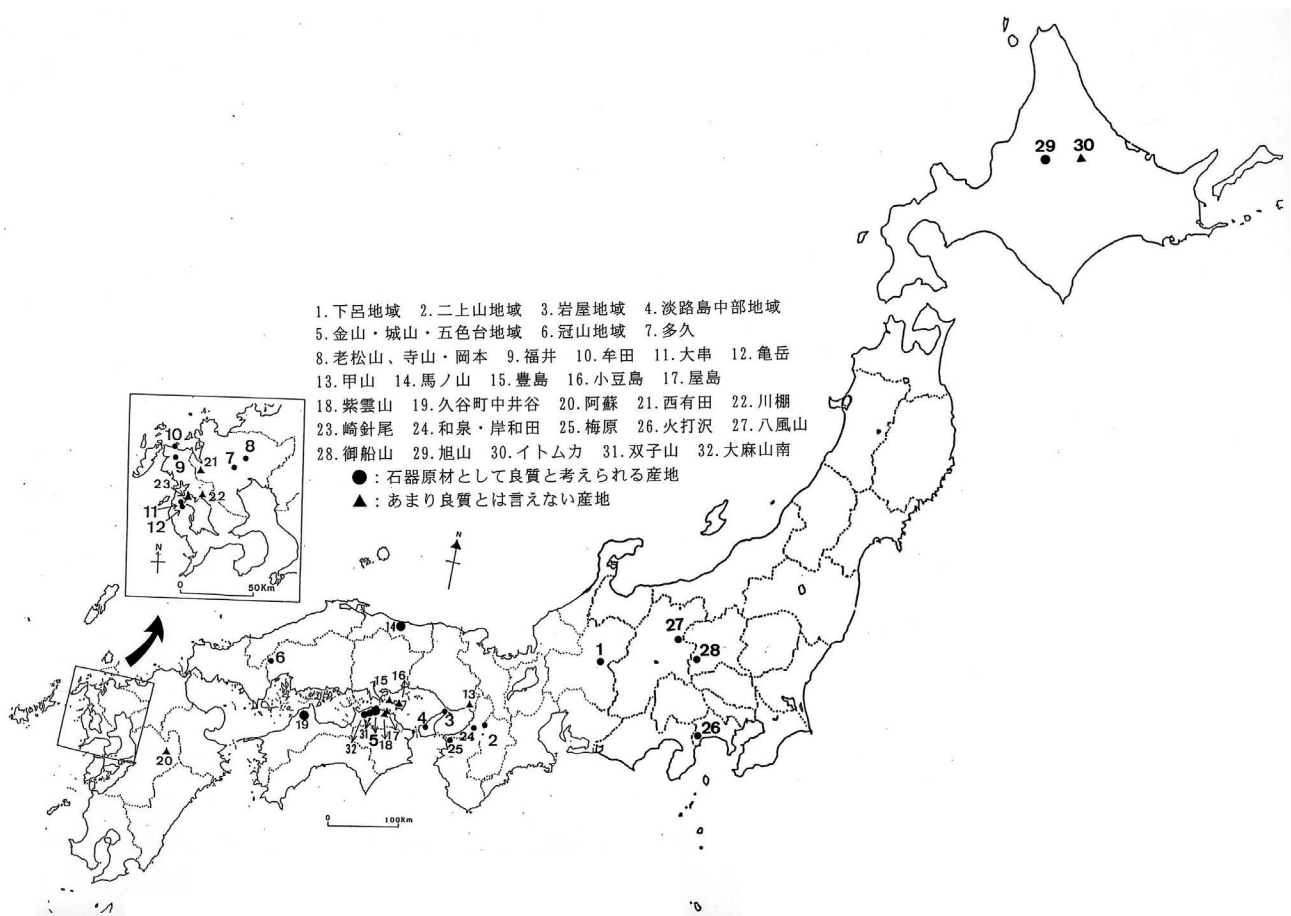 29 30
1.下呂地域 2.二上山地域 3.岩屋地域 4.淡路島中部地域
5.金山・城山・五色台地域 6.冠山地域 7.多久
8.老松山、寺山・岡本 9.福井 10.牟田 11.大串 12.亀岳
13.甲山 14.馬ノ山 15.豊島 16.小豆島 17.屋島
18.紫雲山 19.久谷町中井谷 20.阿蘇 21.西有田 22.川棚
23.崎針尾 24.和泉・岸和田 25.梅原 26.火打沢 27.八風山
28.御船山 29.旭山 30.イトムカ 31.双子山 32.大麻山南
●:石器原材として良質と考えられる産地
▲:あまり良質とは言えない産地
10
8
9 21 7
23 22
11
12
N
0 50Km
N
14
27
28
1
6
15 16
13
19
4 3
31 17
32 5 18
25 24 2
26
20
0 100Km